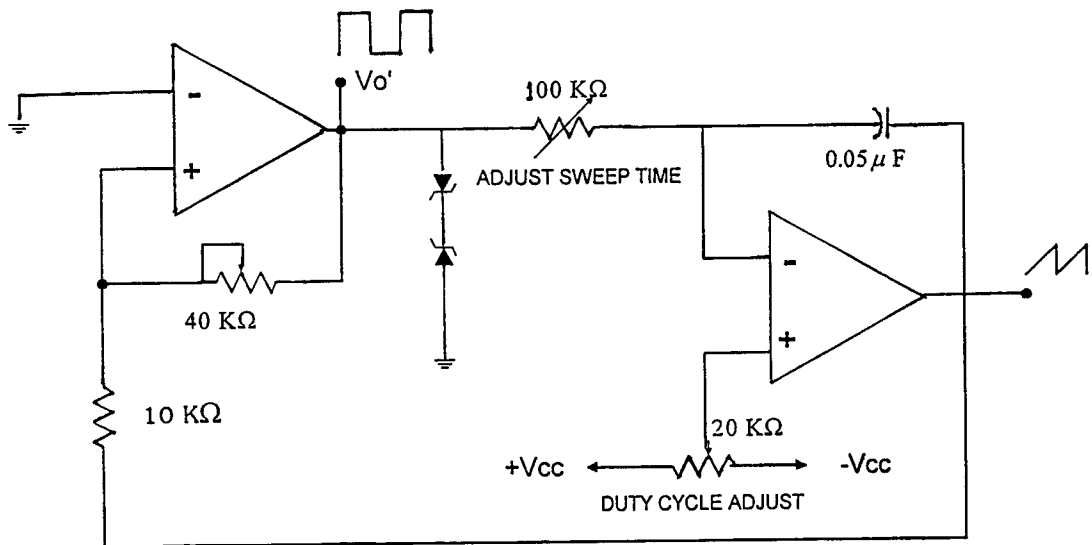 -
+
Vo'
100 KΩ
ADJUST SWEEP TIME
0.05 μ F
40 KΩ
10 KΩ
-
+
20 KΩ
+Vcc
-Vcc
DUTY CYCLE ADJUST